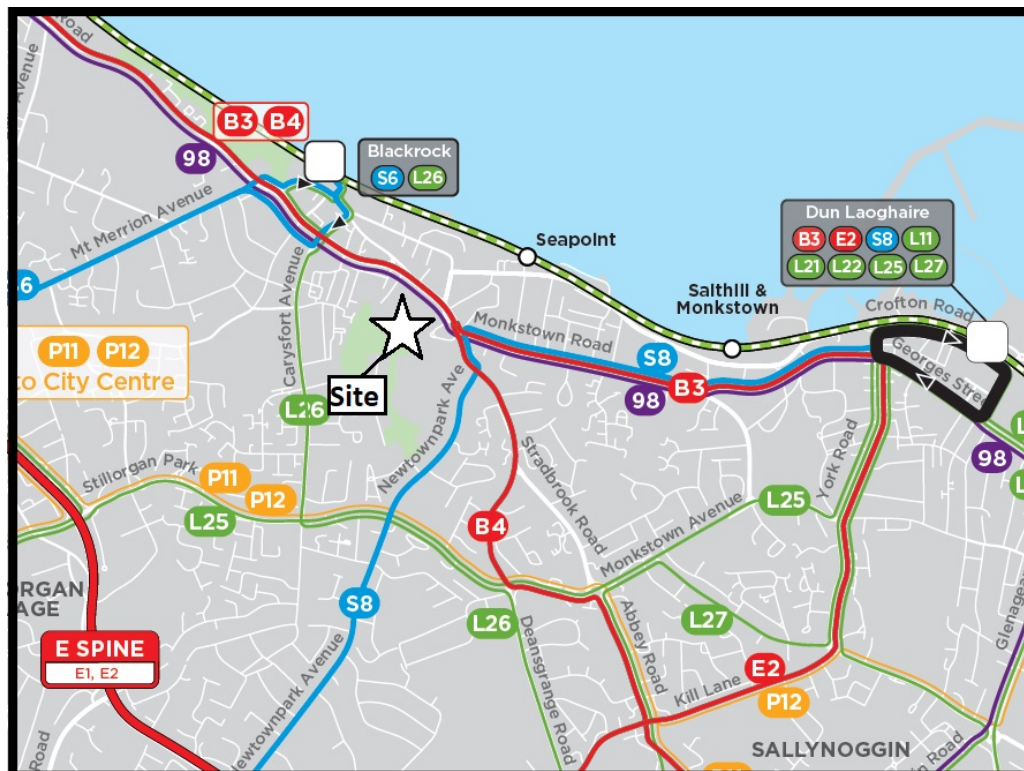 Road
Avenue
B3 B4
98
Blackrock
S6 L26
Mt Merrion Avenue
Seapoint
Dun Laoghaire
B3 E2 S8 L11
L21 L22 L25 L27
Salthill &
Monkstown
Crofton Road
Georges Stree
Monkstown Road
S8
B3
98
Carysfort Avenue
Site
L26
P11 P12
to City Centre
Newtownpark Ave
Stradbrook Road
York Road
98
Stillorgan Park
P11
P12
L25
L25
B4
Monkstown Avenue
ORGAN
AGE
S8
L26
L27
Abbey Road
Glenagea
E SPINE
E1, E2
Newtownpark Avenue
Deansgrange Road
E2
Kill Lane
P12
SALLYNOGGIN
Road
Road